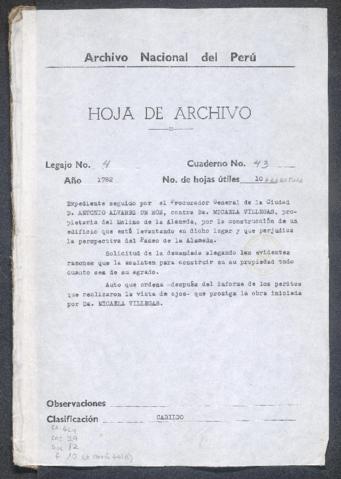 Archivo Nacional del Perú
HOJA DE ARCHIVO
Legajo No. 4 Cuaderno No. 43
Año 1782 No. de hojas útiles 10
Expediente seguido por el Procurador General de la Ciudad
D. ANTONIO ALVARES DE RON, contra Da. MICAELA VILLEGAS, pro-
pietaria del Molino de la Alameda, por la construcción de un
edificio que está levantando en dicho lugar y que perjudica
la perspectiva del Paseo de la Alameda.
Solicitud de la demandada alegando las evidentes
razones que la asisten para construir en su propiedad todo
cuanto sea de su agrado.
Auto que ordena -después del informe de los peritos
que realizaron la vista de ojos- que prosiga la obra iniciada
por Da. MICAELA VILLEGAS.
Observaciones
Clasificación CABILDO